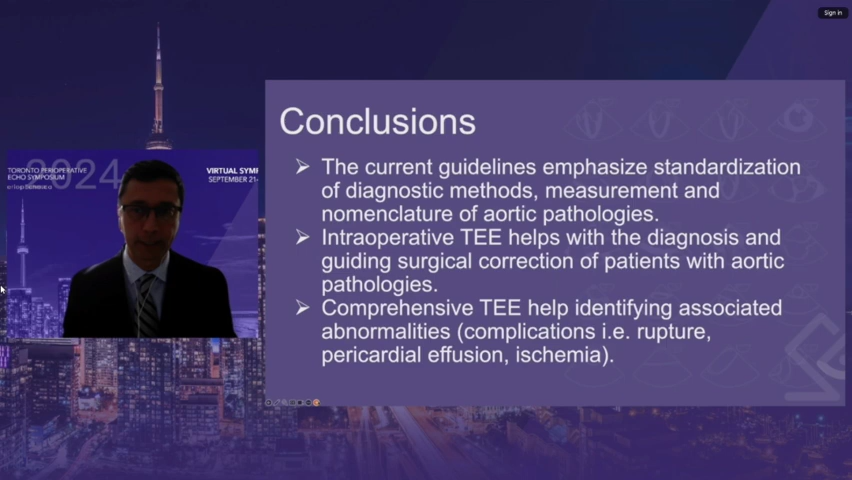 Sign in
Conclusions
➢ The current guidelines emphasize standardization
of diagnostic methods, measurement and
nomenclature of aortic pathologies.
➢ Intraoperative TEE helps with the diagnosis and
guiding surgical correction of patients with aortic
pathologies.
➢ Comprehensive TEE help identifying associated
abnormalities (complications i.e. rupture,
pericardial effusion, ischemia).
2024
TORONTO PERIOPERATIVE
ECHO SYMPOSIUM
VIRTUAL SYMP
SEPTEMBER 21-